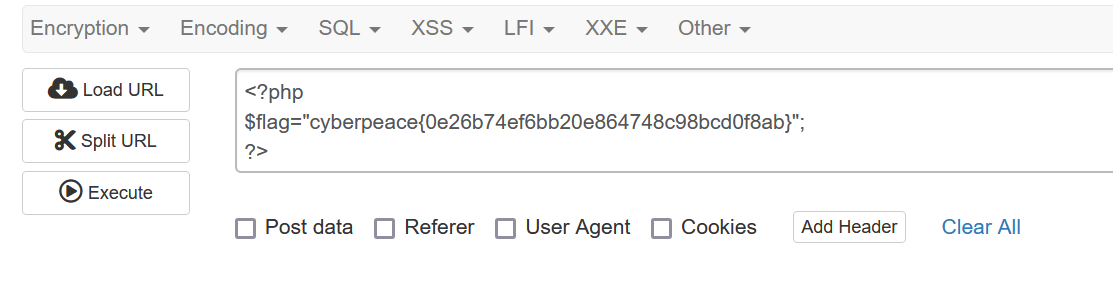 Encryption Encoding SQL XSS LFI XXE Other
Load URL
Split URL
Execute
<?php
$flag="cyberpeace{0e26b74ef6bb20e864748c98bcd0f8ab}";
?>
Post data Referer User Agent Cookies Add Header Clear All